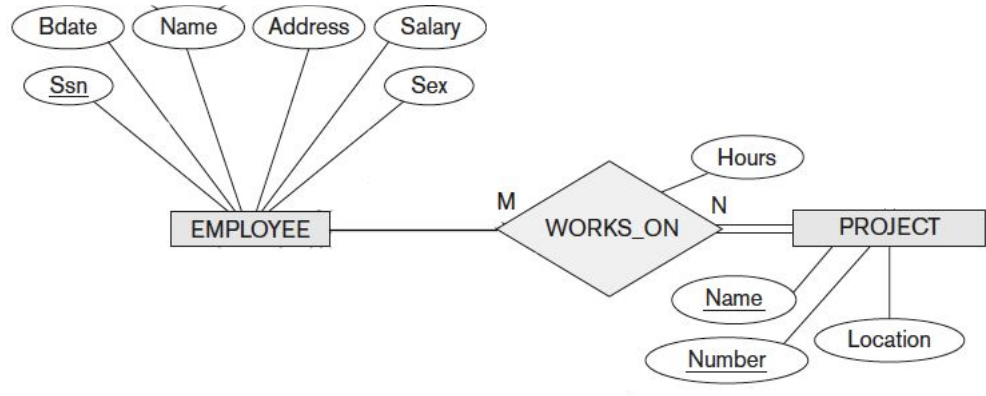 Bdate
Name
Address
Salary
Ssn
Sex
Hours
M
N
EMPLOYEE
WORKS_ON
PROJECT
Name
Number
Location